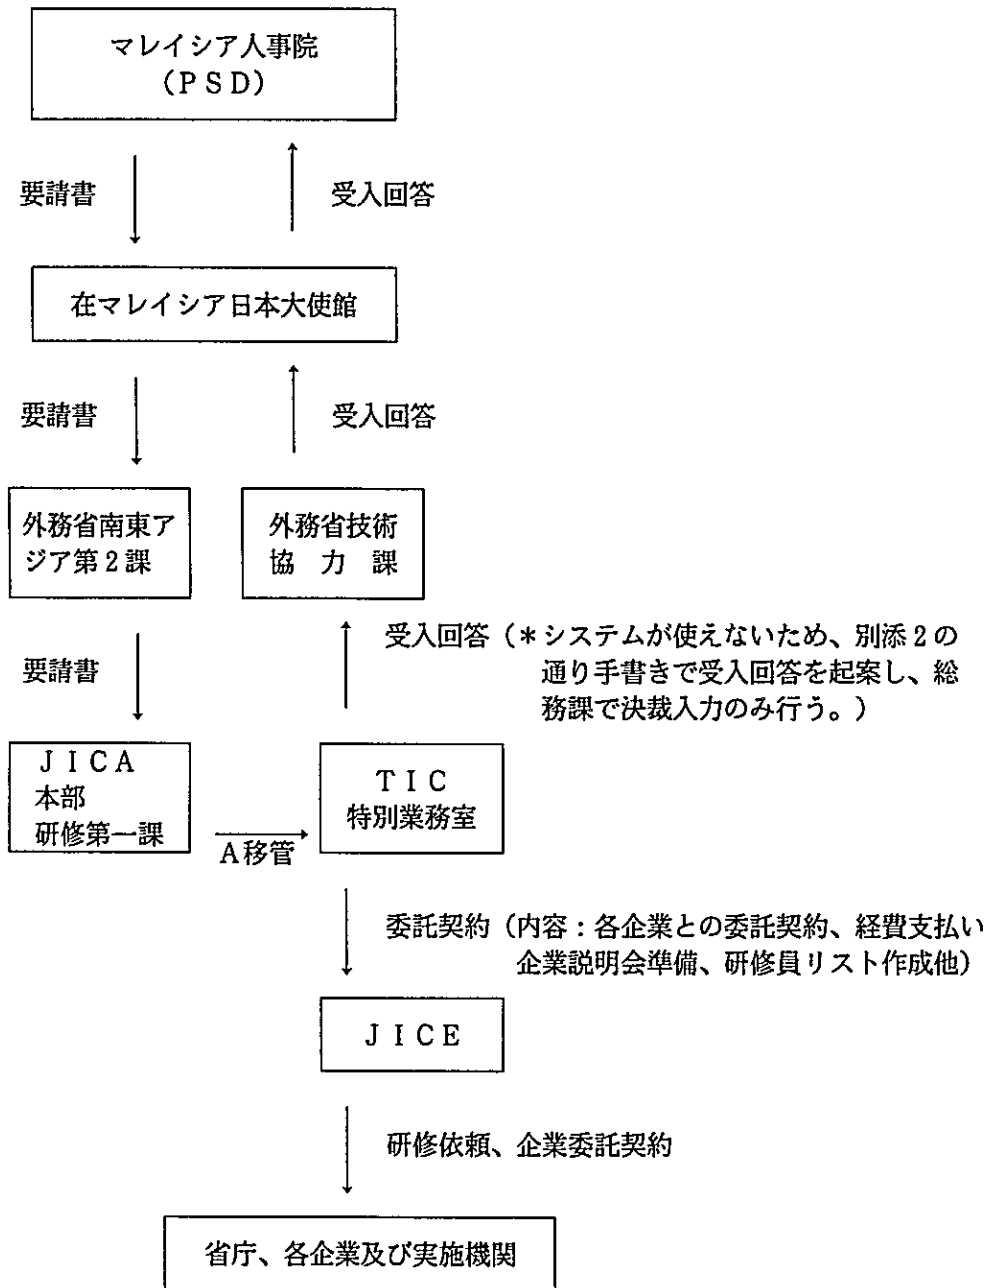 マレイシア人事院
(PSD)
要請書
受入回答
在マレイシア日本大使館
要請書
受入回答
外務省南東ア
ジア第2課
外務省技術
協力課
要請書
受入回答(*システムが使えないため、別添2の
通り手書きで受入回答を起案し、総
務課で決裁入力のみ行う。)
JICA
本部
研修第一課
A移管
TIC
特別業務室
委託契約(内容:各企業との委託契約、経費支払い
企業説明会準備、研修員リスト作成他)
JICE
研修依頼、企業委託契約
省庁、各企業及び実施機関